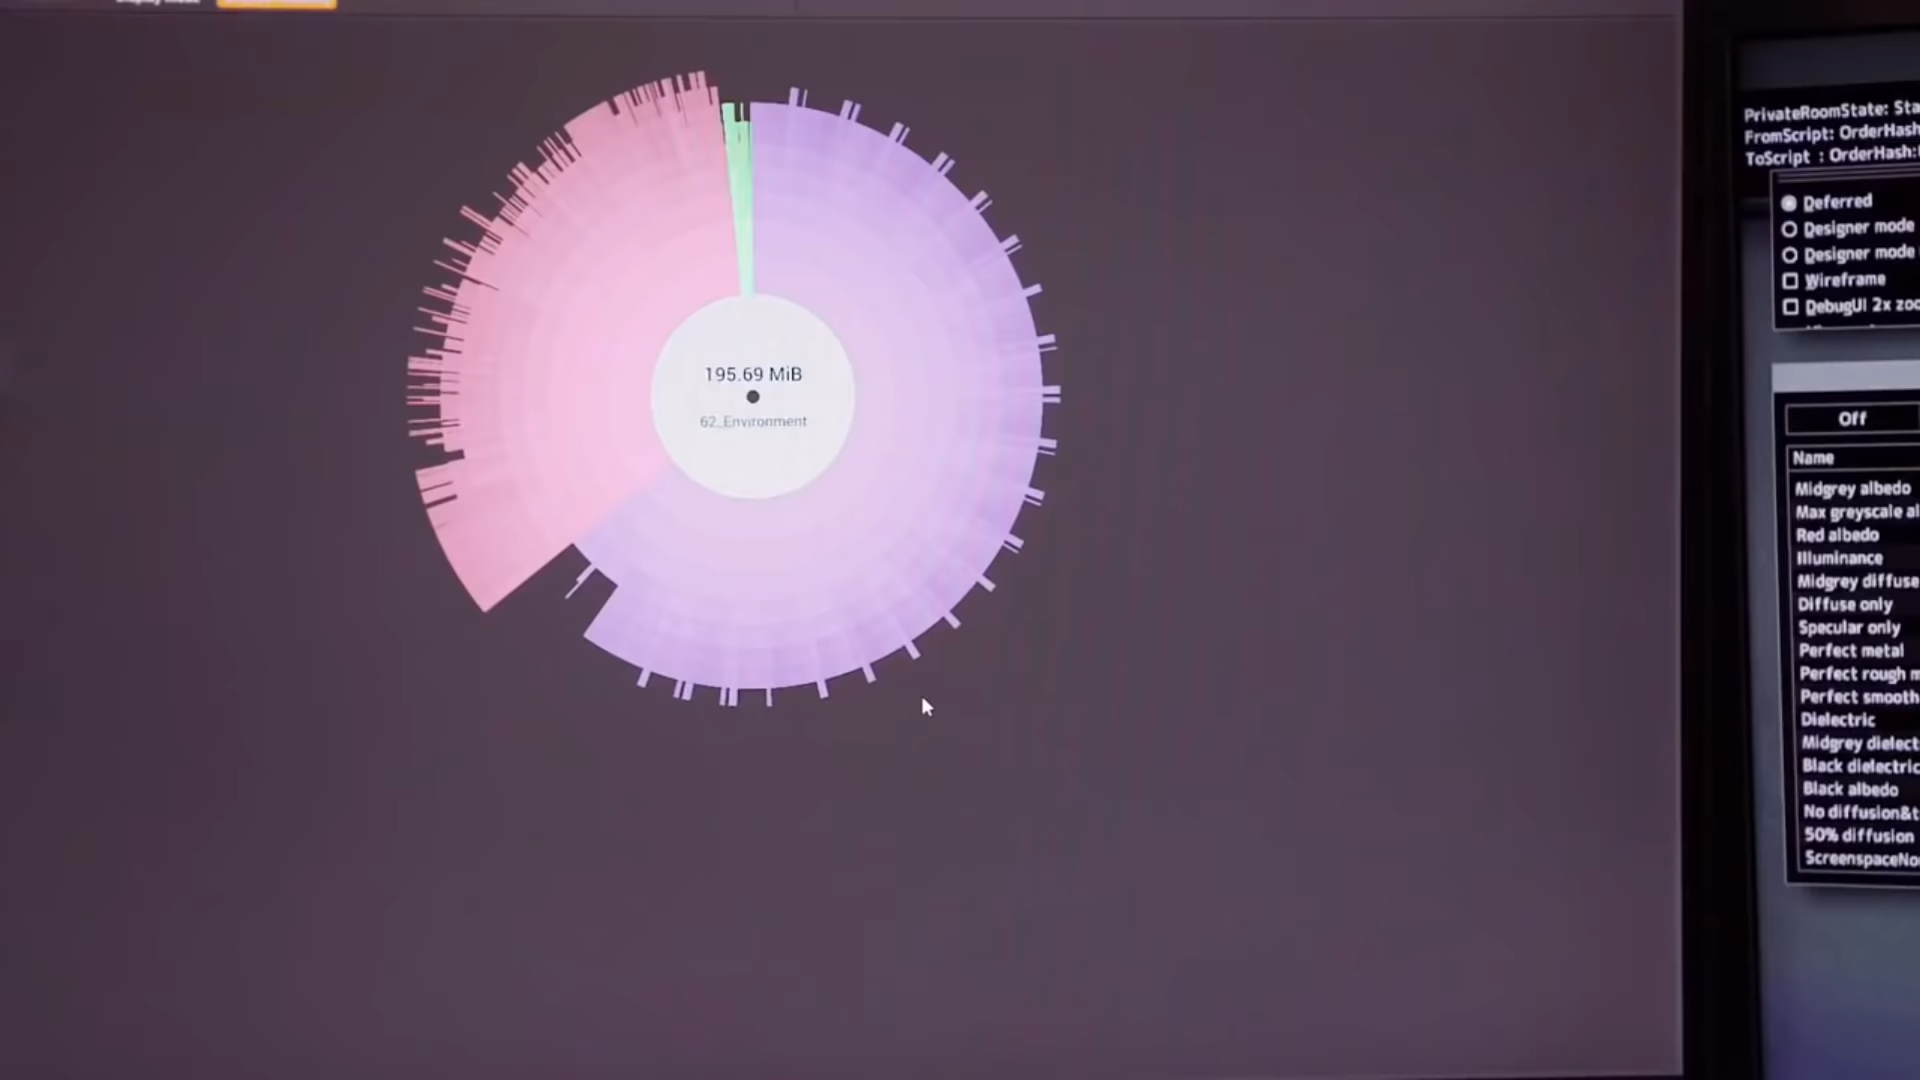 195.69 MiB
62_Environment
PrivateRoomState: Sta
FromScript: OrderHash
ToScript : OrderHash:
Deferred
Designer mode
Designer mode
Wireframe
DebugUI 2x zoo
Off
Name
Midgrey albedo
Max greyscale al
Red albedo
Illuminance
Midgrey diffuse
Diffuse only
Specular only
Perfect metal
Perfect rough m
Perfect smooth
Dielectric
Midgrey dielect
Black dielectric
Black albedo
No diffusion&t
50% diffusion
ScreenspaceNo